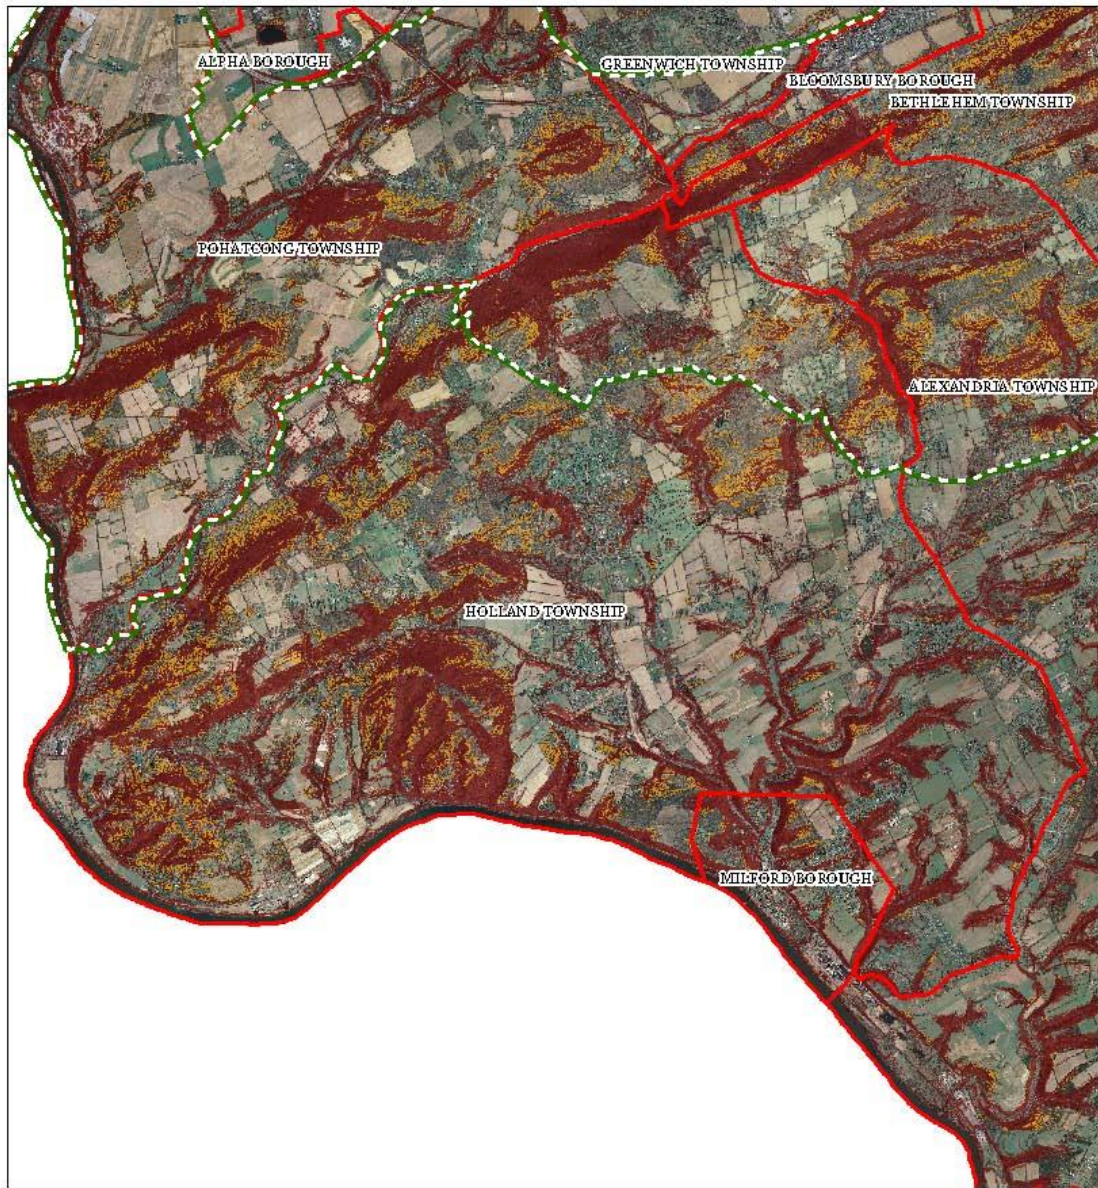 ALPHA BOROUGH
GREENWICH TOWNSHIP
BLOOMSBURY BOROUGH
BETHLEHEM TOWNSHIP
POHATCONG TOWNSHIP
ALEXANDRIA TOWNSHIP
HOLLAND TOWNSHIP
MILFORD BOROUGH